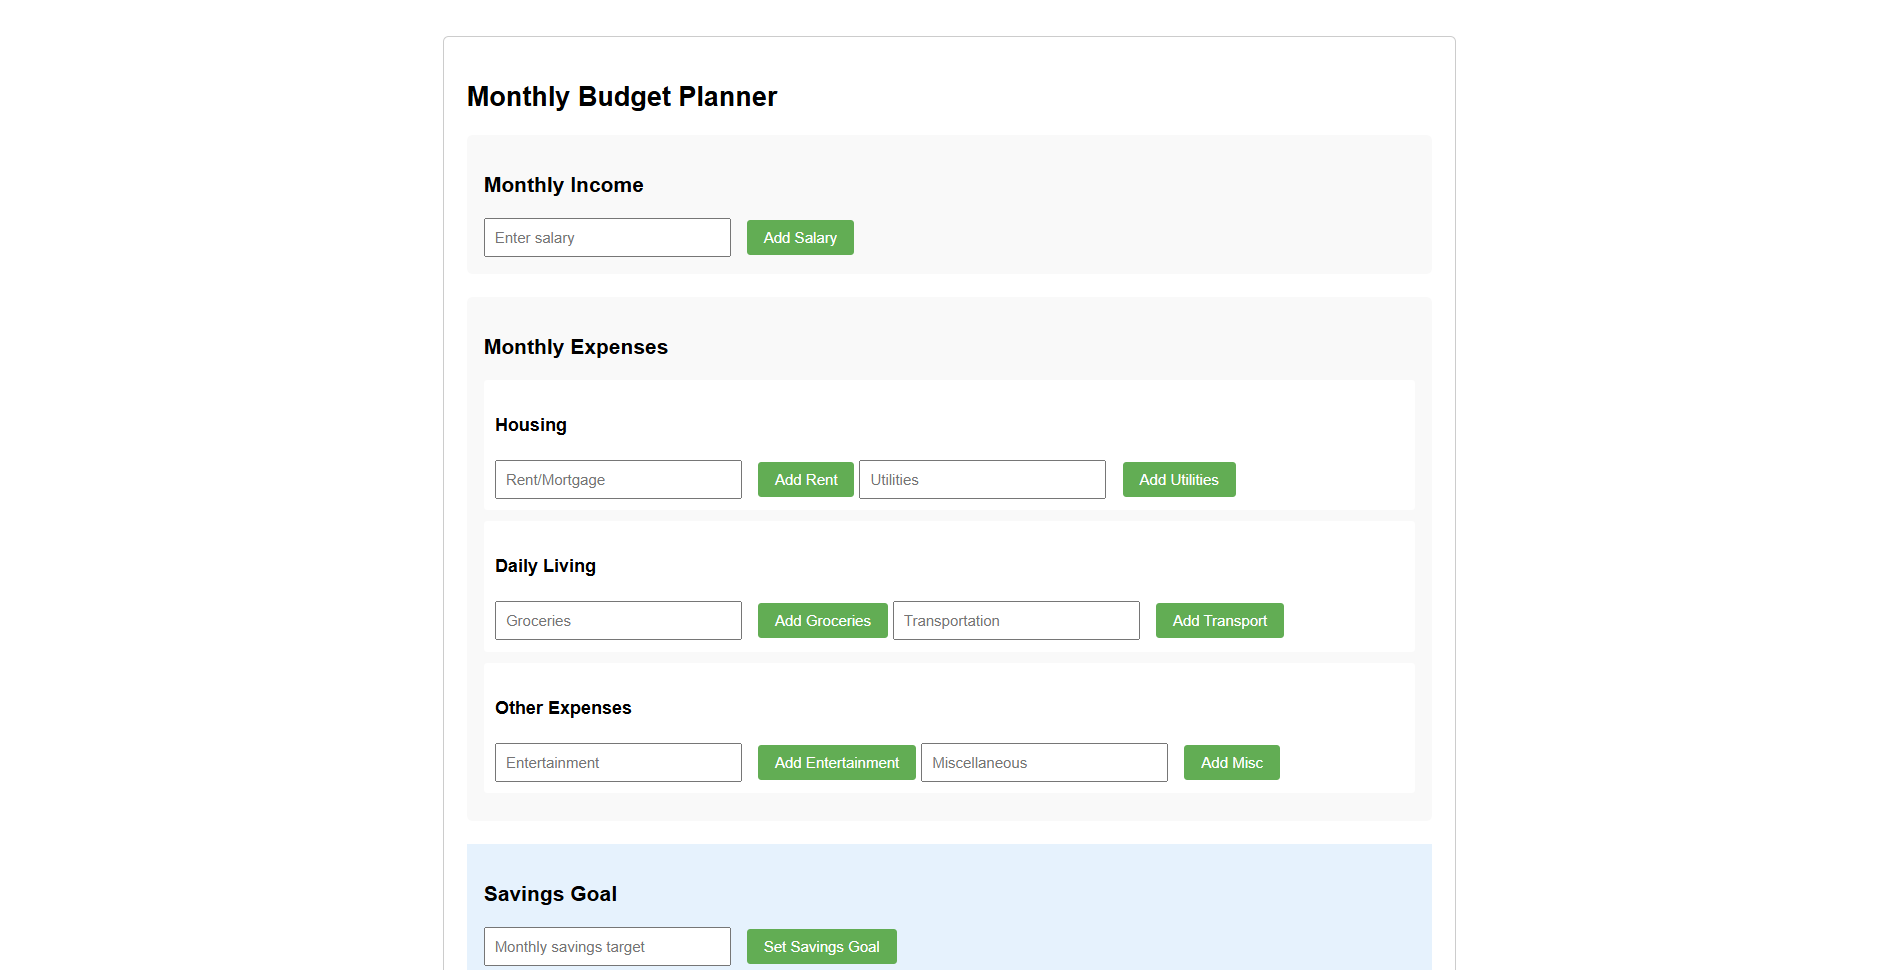 Monthly Budget Planner
Monthly Income
Enter salary Add Salary
Monthly Expenses
Housing
Rent/Mortgage Add Rent Utilities Add Utilities
Daily Living
Groceries Add Groceries Transportation Add Transport
Other Expenses
Entertainment Add Entertainment Miscellaneous Add Misc
Savings Goal
Monthly savings target Set Savings Goal